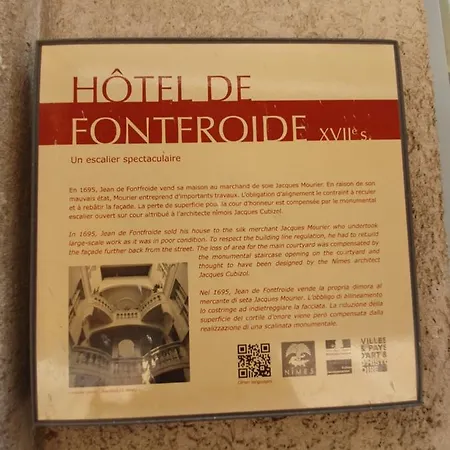 HÔTEL DE
FONTFROIDE XVIIè S.
Un escalier spectaculaire
En 1695, Jean de Fontfroide vend sa maison au marchand de soie Jacques Mourier. En raison de son
mauvais état, Mourier entreprend d'importants travaux. L'obligation d'alignement le contraint à reculer
et à rebâtir la façade. La perte de superficie pou, la cour d'honneur est compensée par le monumental
escalier ouvert sur cour attribué à l'architecte nîmois Jacques Cubizol.
In 1695, Jean de Fontfroide sold his house to the silk merchant Jacques Mourier who undertook
large-scale work as it was in poor condition. To respect the building line regulation, he had to rebuild
the façade further back from the street. The loss of area for the main courtyard was compensated by
the monumental staircase opening on the courtyard and
thought to have been designed by the Nîmes architect
Jacques Cubizol.
Nel 1695, Jean de Fontfroide vende la propria dimora al
mercante di seta Jacques Mourier. L'obbligo di allineamento
lo costringe ad indietreggiare la facciata. La riduzione della
superficie del cortile d'onore viene però compensata dalla
realizzazione di una scalinata monumentale.
NÎMES
VILLES
& PAYS
D'ART &
D'HISTO
IRE